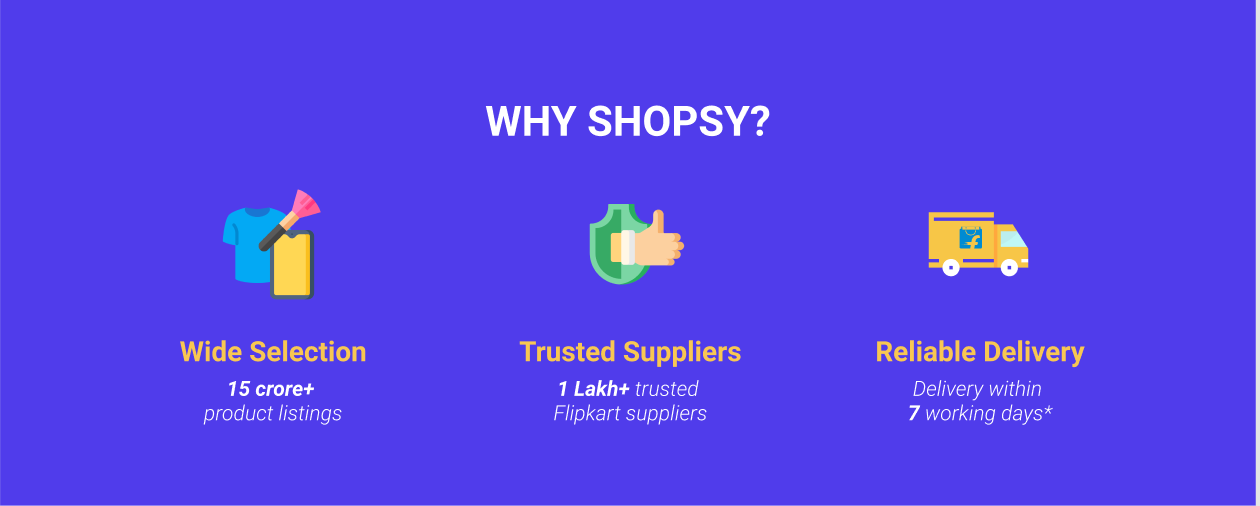 WHY SHOPSY?
Wide Selection
15 crore+
product listings
Trusted Suppliers
1 Lakh+ trusted
Flipkart suppliers
Reliable Delivery
Delivery within
7 working days*